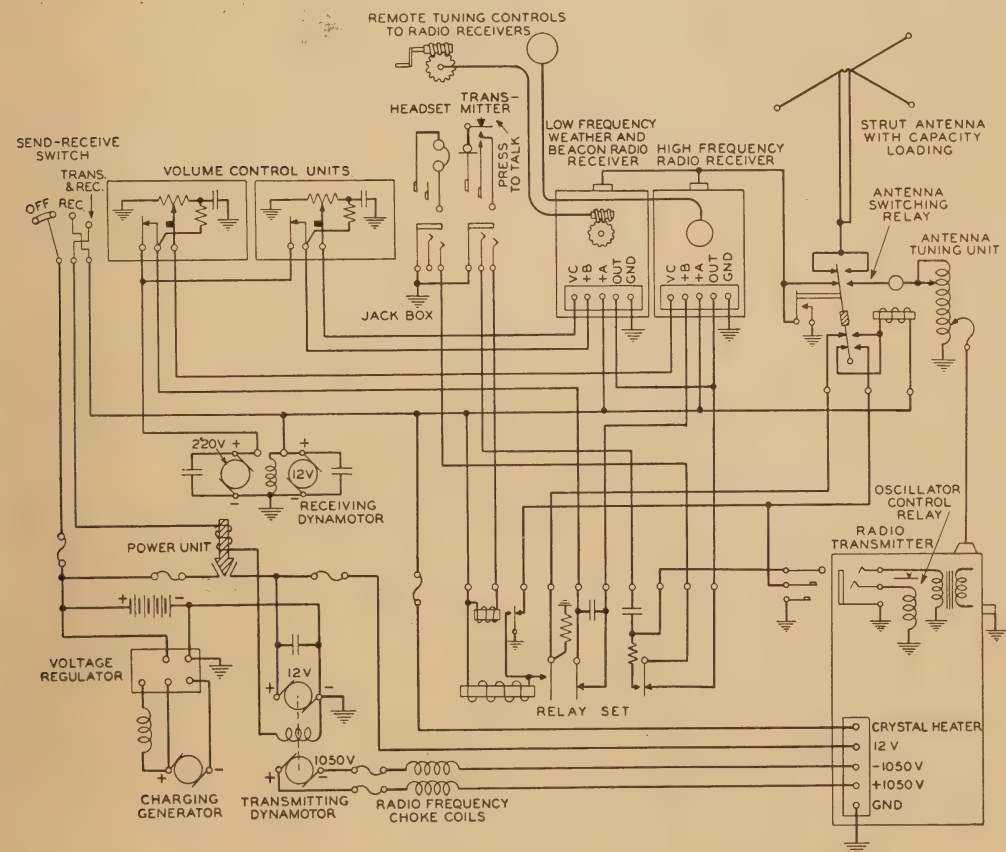 REMOTE TUNING CONTROLS
TO RADIO RECEIVERS
HEADSET
TRANS-
MITTER
PRESS
TO TALK
LOW FREQUENCY
WEATHER AND
BEACON RADIO
RECEIVER
HIGH FREQUENCY
RADIO RECEIVER
STRUT ANTENNA
WITH CAPACITY
LOADING
SEND-RECEIVE
SWITCH
TRANS.
& REC.
OFF
REC
VOLUME CONTROL UNITS
ANTENNA
SWITCHING
RELAY
ANTENNA
TUNING UNIT
VC
+B
+A
OUT
GND
VC
+B
+A
OUT
GND
JACK BOX
220V +
-
+
12V
-
RECEIVING
DYNAMOTOR
OSCILLATOR
CONTROL
RELAY
RADIO
TRANSMITTER
POWER UNIT
+ -
VOLTAGE
REGULATOR
12V
+ -
+ -
CHARGING
GENERATOR
1050V
+ -
TRANSMITTING
DYNAMOTOR
RADIO FREQUENCY
CHOKE COILS
RELAY SET
CRYSTAL HEATER
12 V
-1050 V
+1050 V
GND